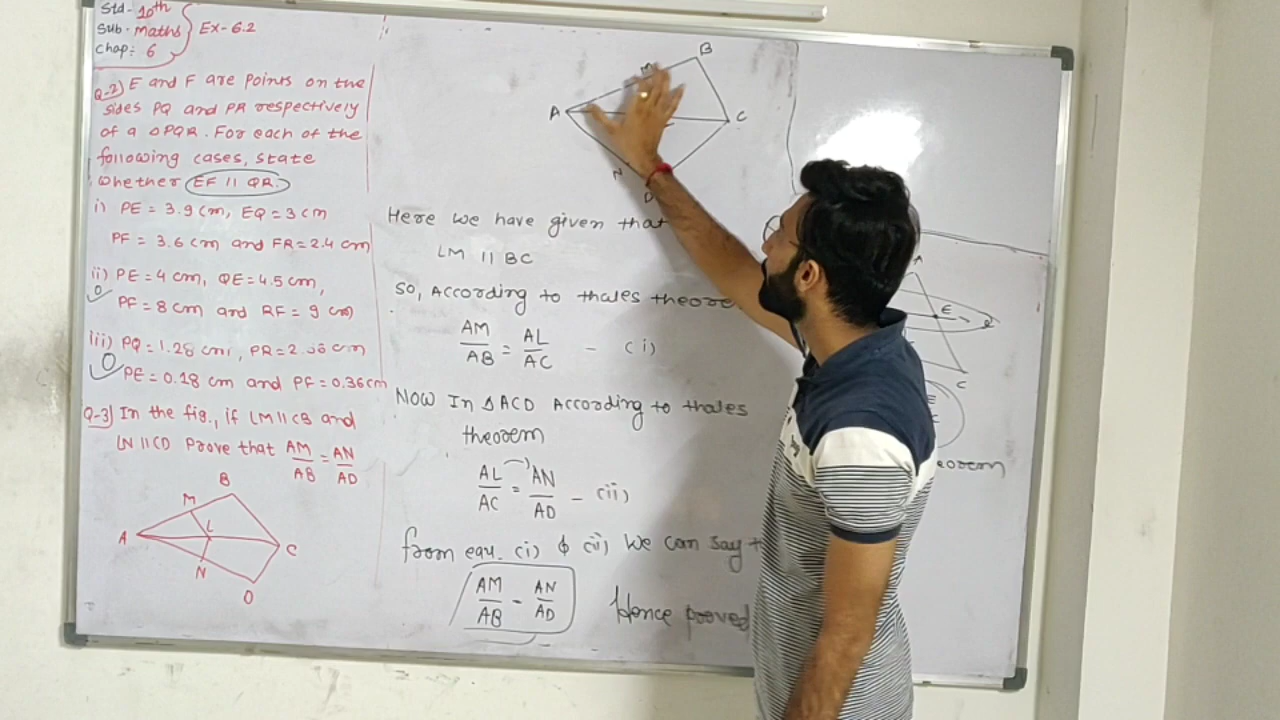 Std- 10th
Sub- maths
Chap: 6
Ex-6.2
Q-2) E and F are points on the
sides PQ and PR respectively
of a ΔPQR. For each of the
following cases, state
whether EF || QR.
i) PE = 3.9 cm, EQ = 3 cm
PF = 3.6 cm and FR = 2.4 cm
ii) PE = 4 cm, QE = 4.5 cm,
PF = 8 cm and RF = 9 cm
iii) PQ = 1.28 cm, PR = 2.56 cm
PE = 0.18 cm and PF = 0.36 cm
Q-3) In the fig., if LM || CB and
LN || CD Prove that AM/AB = AN/AD
B
M
L
A
C
N
D
B
M
A
C
N
D
Here we have given that
LM || BC
So, According to thales theore
AM/AB = AL/AC - (i)
Now In ΔACD According to thales
theorem
AL/AC = AN/AD - (ii)
from equ. (i) & (ii) We can say t
AM/AB - AN/AD
Hence proved
A
E
C
eorem